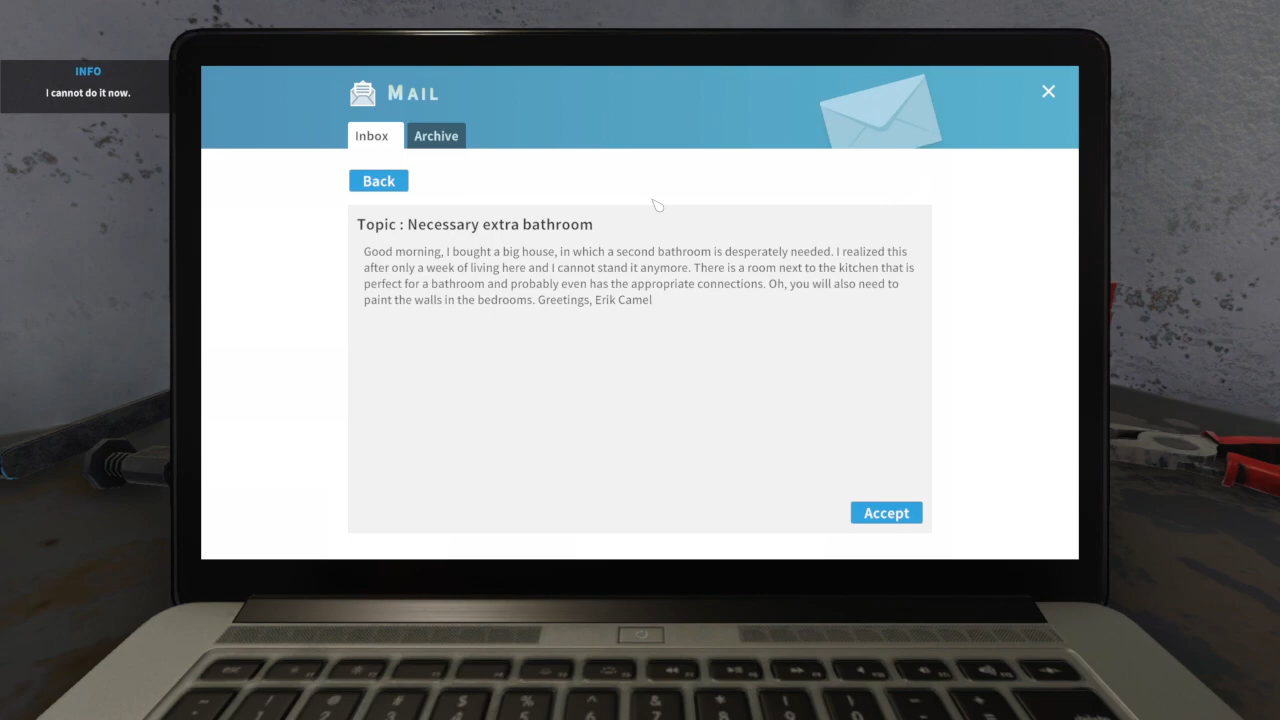 INFO
I cannot do it now.
MAIL
Inbox
Archive
Back
Topic : Necessary extra bathroom
Good morning, I bought a big house, in which a second bathroom is desperately needed. I realized this
after only a week of living here and I cannot stand it anymore. There is a room next to the kitchen that is
perfect for a bathroom and probably even has the appropriate connections. Oh, you will also need to
paint the walls in the bedrooms. Greetings, Erik Camel
Accept